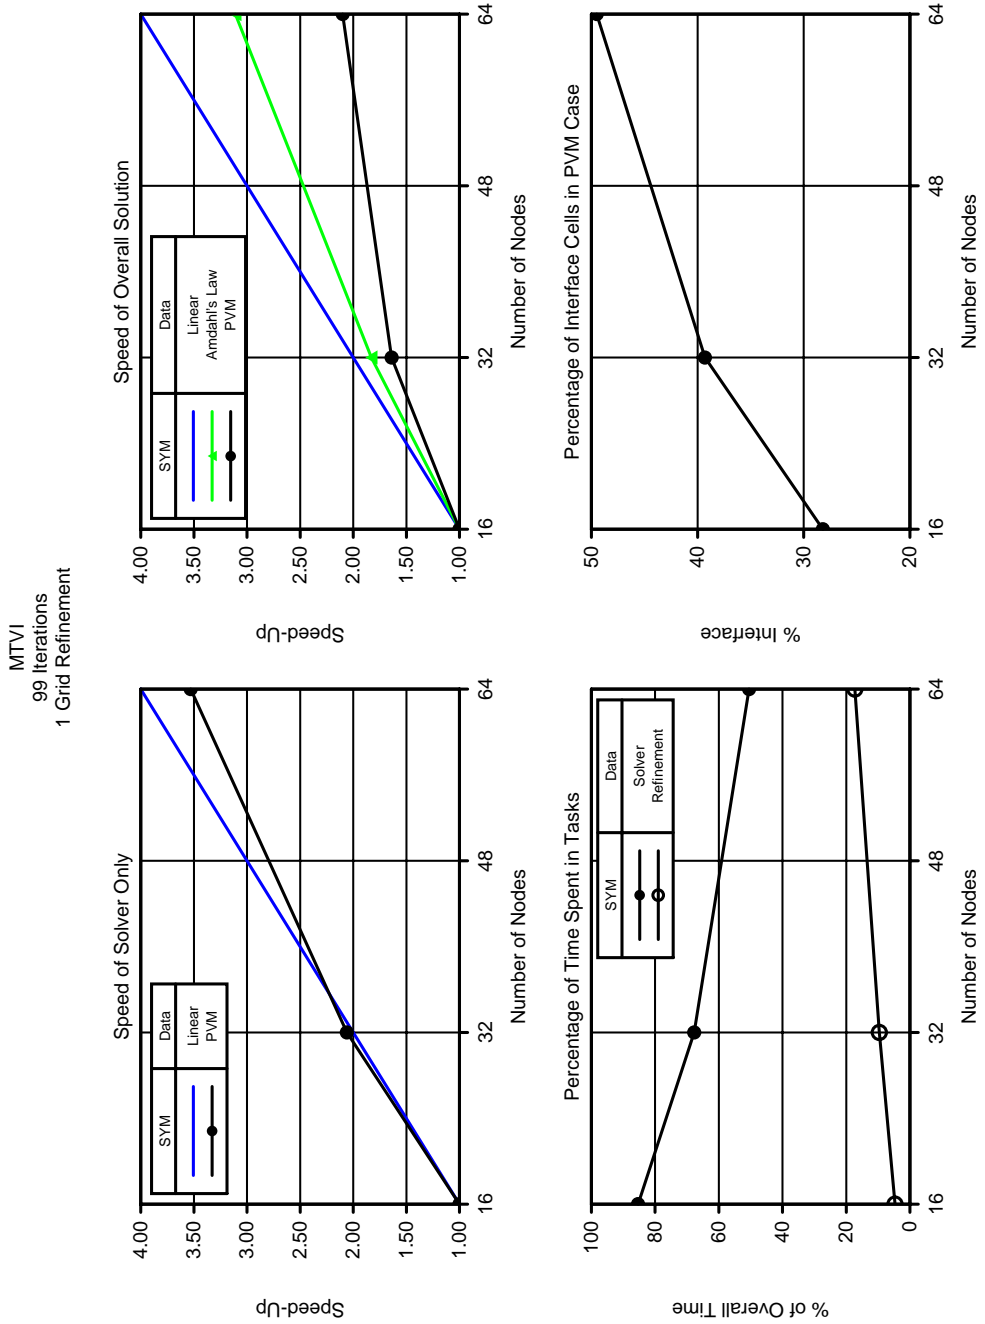 MTVI
99 Iterations
1 Grid Refinement
Speed of Solver Only
SYM Data
Linear
PVM
4.00
3.50
3.00
2.50
2.00
1.50
1.00
Speed-Up
16 32 48 64
Number of Nodes
Speed of Overall Solution
SYM Data
Linear
Amdahl's Law
PVM
4.00
3.50
3.00
2.50
2.00
1.50
1.00
Speed-Up
16 32 48 64
Number of Nodes
Percentage of Time Spent in Tasks
SYM Data
Solver
Refinement
100
80
60
40
20
0
% of Overall Time
16 32 48 64
Number of Nodes
Percentage of Interface Cells in PVM Case
50
40
30
20
% Interface
16 32 48 64
Number of Nodes